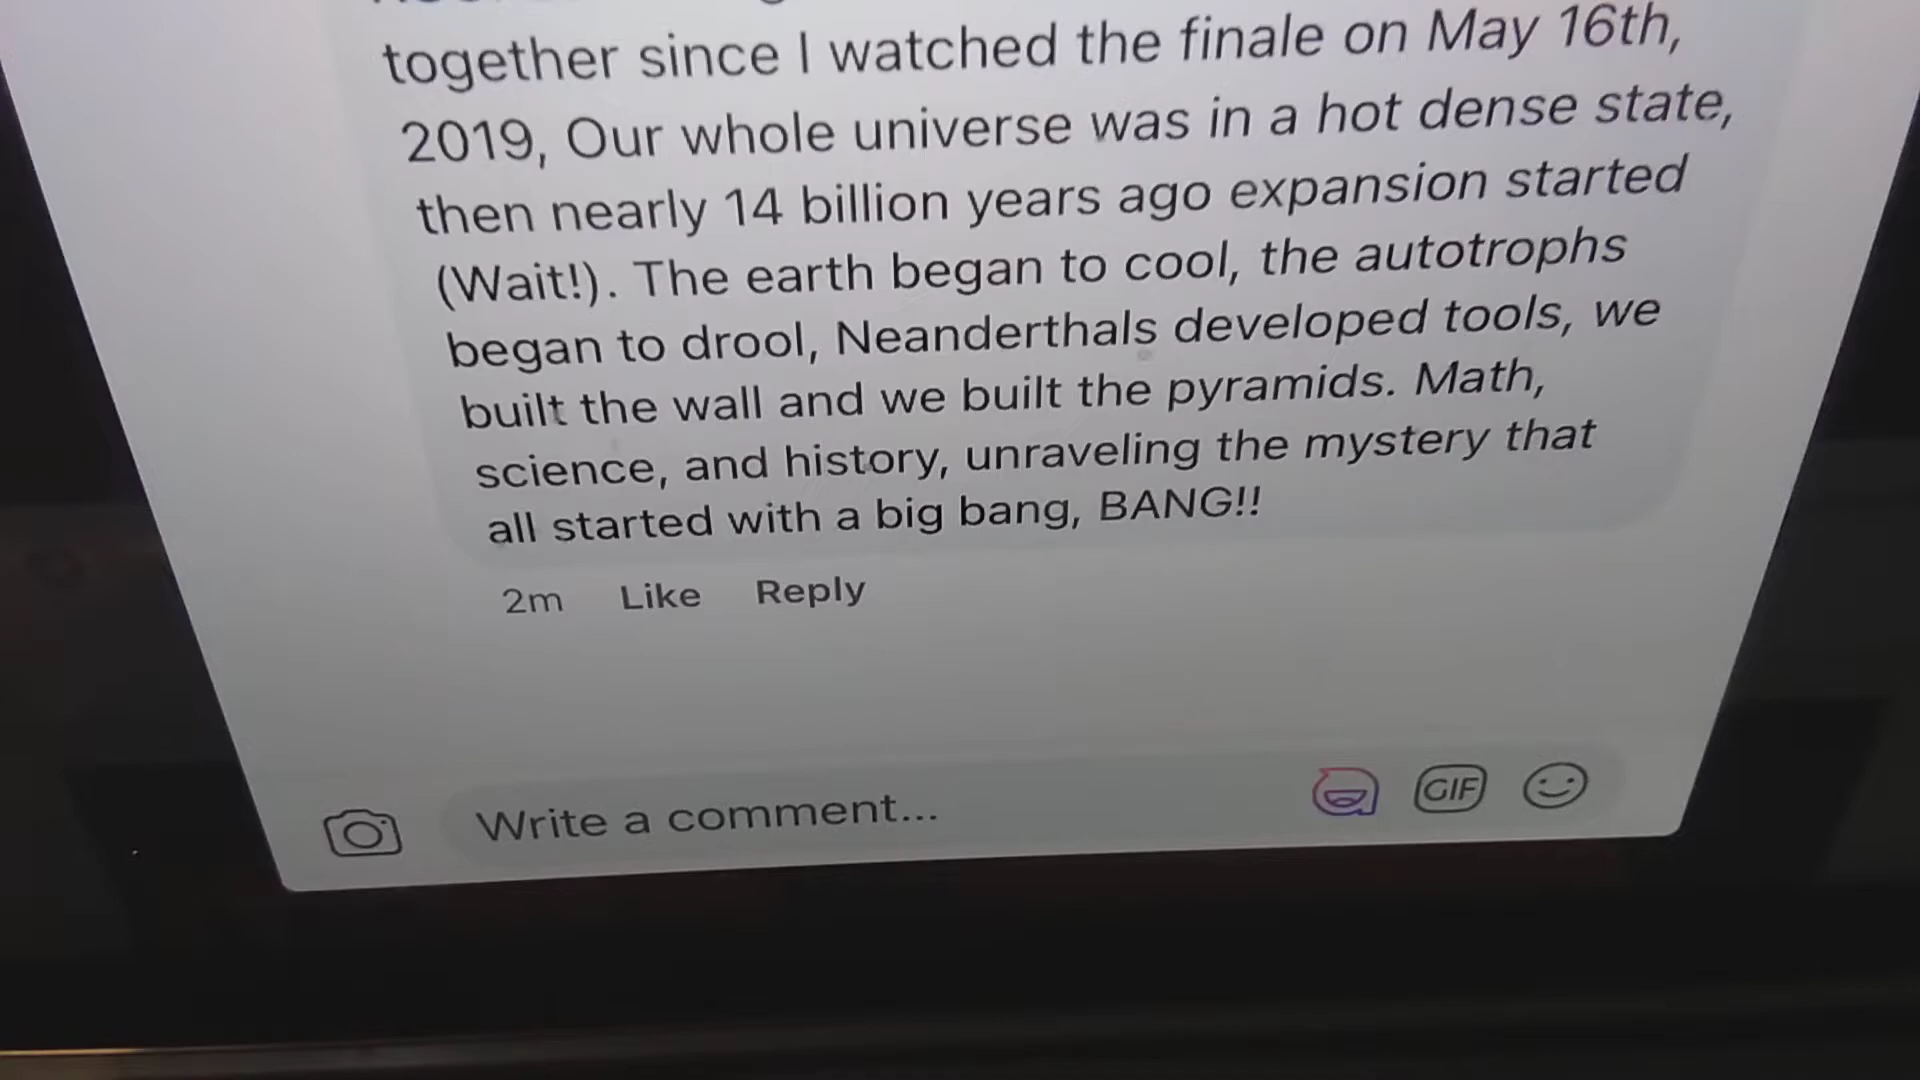 together since I watched the finale on May 16th,
2019, Our whole universe was in a hot dense state,
then nearly 14 billion years ago expansion started
(Wait!). The earth began to cool, the autotrophs
began to drool, Neanderthals developed tools, we
built the wall and we built the pyramids. Math,
science, and history, unraveling the mystery that
all started with a big bang, BANG!!
2m Like Reply
Write a comment...
GIF